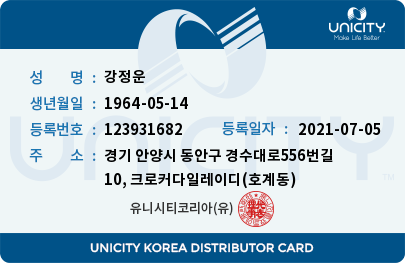 UNICITY
Make Life Better
성 명 : 강정운
생년월일 : 1964-05-14
등록번호 : 123931682 등록일자 : 2021-07-05
주 소 : 경기 안양시 동안구 경수대로556번길
10, 크로커다일레이디(호계동)
유니시티코리아(유)
UNICITY
UNICITY KOREA DISTRIBUTOR CARD